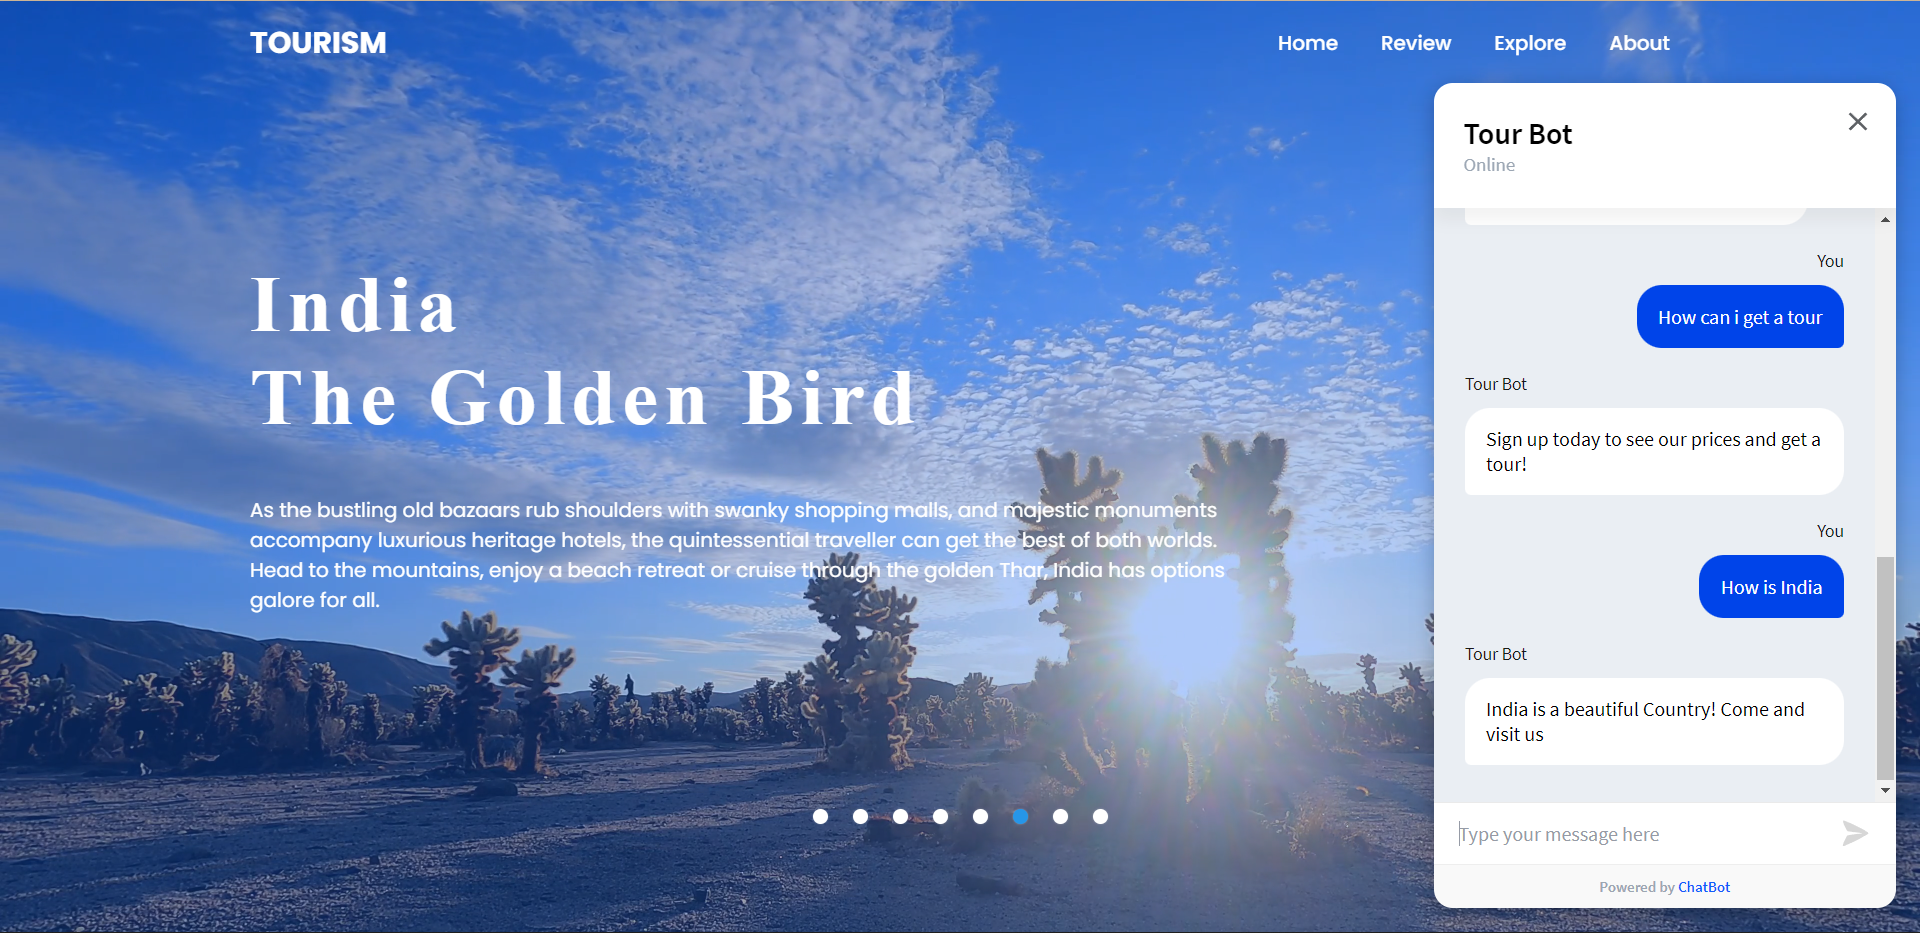 TOURISM
Home
Review
Explore
About
India
The Golden Bird
As the bustling old bazaars rub shoulders with swanky shopping malls, and majestic monuments
accompany luxurious heritage hotels, the quintessential traveller can get the best of both worlds.
Head to the mountains, enjoy a beach retreat or cruise through the golden Thar, India has options
galore for all.
Tour Bot
Online
You
How can i get a tour
Tour Bot
Sign up today to see our prices and get a
tour!
You
How is India
Tour Bot
India is a beautiful Country! Come and
visit us
Type your message here
Powered by ChatBot